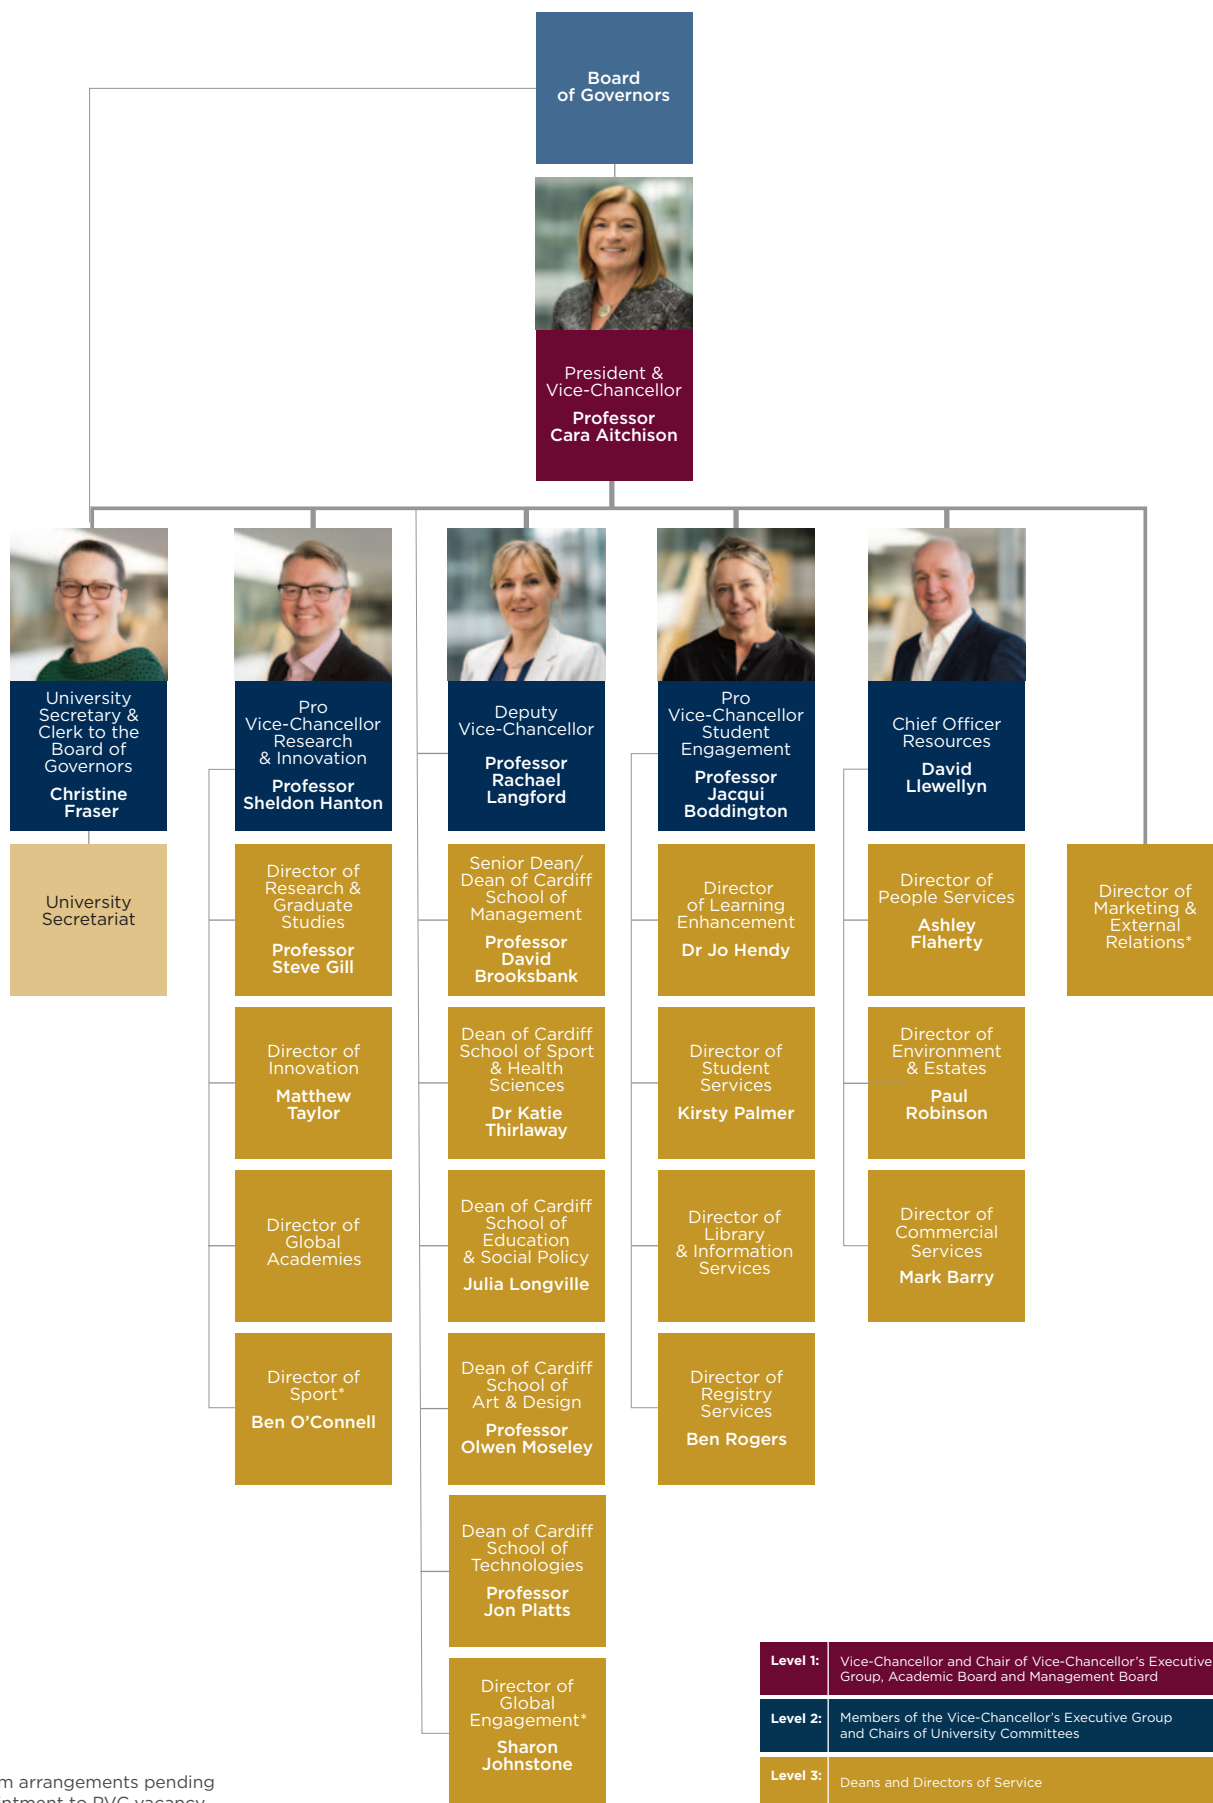 Board
of Governors
President &
Vice-Chancellor
Professor
Cara Aitchison
University
Secretary &
Clerk to the
Board of
Governors
Christine
Fraser
University
Secretariat
Pro
Vice-Chancellor
Research
& Innovation
Professor
Sheldon Hanton
Director of
Research &
Graduate
Studies
Professor
Steve Gill
Director of
Innovation
Matthew
Taylor
Director of
Global
Academies
Director of
Sport*
Ben O’Connell
Deputy
Vice-Chancellor
Professor
Rachael
Langford
Senior Dean/
Dean of Cardiff
School of
Management
Professor
David
Brooksbank
Dean of Cardiff
School of Sport
& Health
Sciences
Dr Katie
Thirlaway
Dean of Cardiff
School of
Education
& Social Policy
Julia Longville
Dean of Cardiff
School of
Art & Design
Professor
Olwen Moseley
Dean of Cardiff
School of
Technologies
Professor
Jon Platts
Director of
Global
Engagement*
Sharon
Johnstone
Pro
Vice-Chancellor
Student
Engagement
Professor
Jacqui
Boddington
Director
of Learning
Enhancement
Dr Jo Hendy
Director of
Student
Services
Kirsty Palmer
Director of
Library
& Information
Services
Director of
Registry
Services
Ben Rogers
Chief Officer
Resources
David
Llewellyn
Director of
People Services
Ashley
Flaherty
Director of
Environment
& Estates
Paul
Robinson
Director of
Commercial
Services
Mark Barry
Director of
Marketing &
External
Relations*
Level 1: Vice-Chancellor and Chair of Vice-Chancellor’s Executive
Group, Academic Board and Management Board
Level 2: Members of the Vice-Chancellor’s Executive Group
and Chairs of University Committees
Level 3: Deans and Directors of Service
arrangements pending
to PVC vacancy